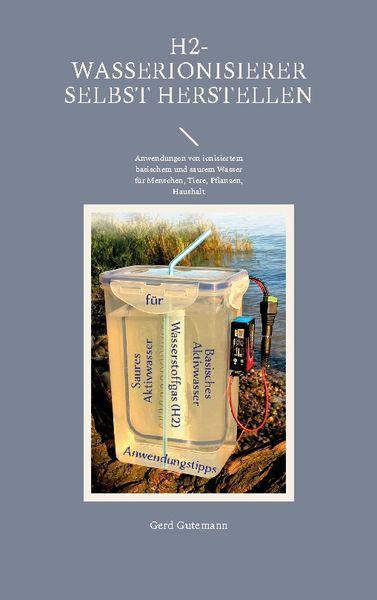 H2-
WASSERIONISIERER
SELBST HERSTELLEN
Anwendungen von ionisiertem
basischem und saurem Wasser
für Menschen, Tiere, Pflanzen,
Haushalt
für
Saures
Aktivwasser
Wasserstoffgas (H2)
Basisches
Aktivwasser
Anwendungstipps
Gerd Gutemann